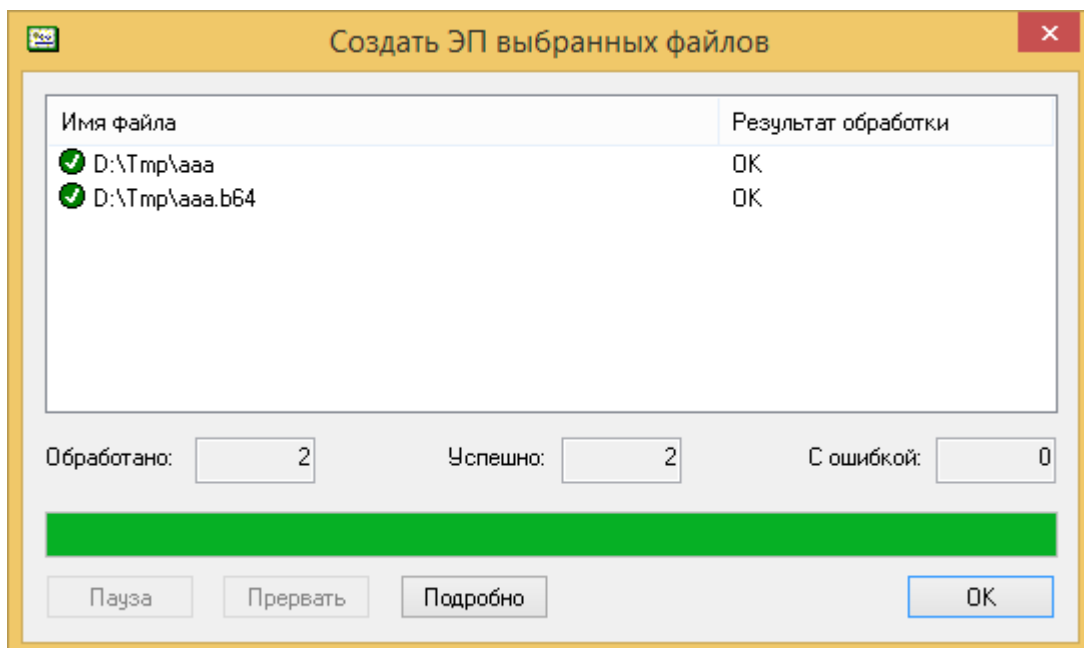 Создать ЭП выбранных файлов
Имя файла Результат обработки
D:\Tmp\aaa OK
D:\Tmp\aaa.b64 OK
Обработано: 2 Успешно: 2 С ошибкой: 0
Пауза Прервать Подробно OK